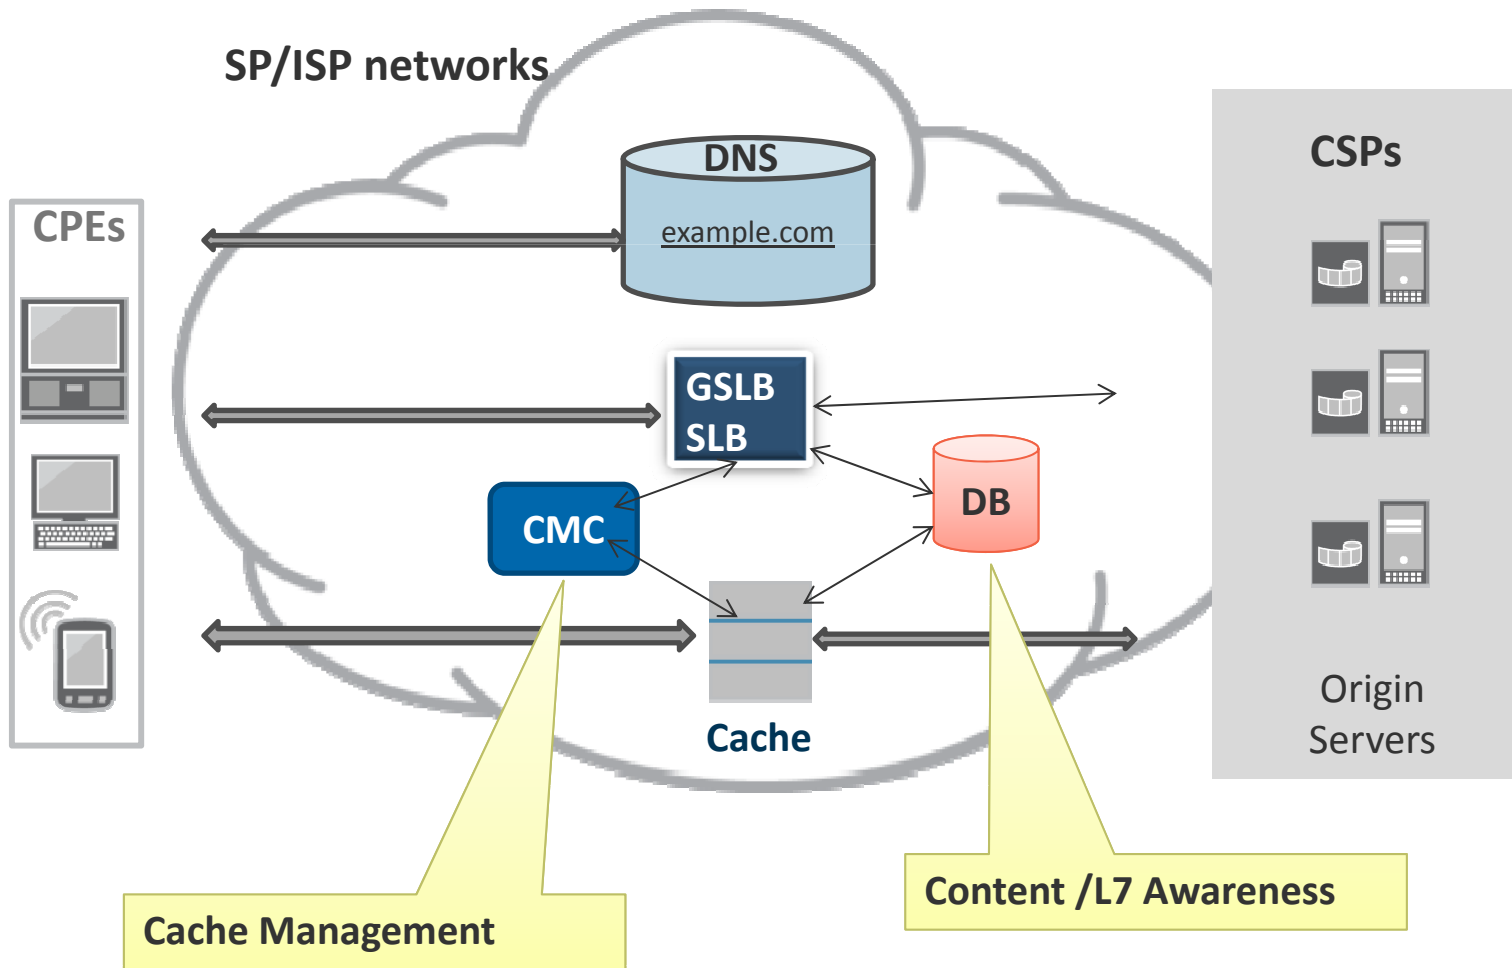 SP/ISP networks
CSPs
DNS
example.com
CPEs
GSLB
SLB
DB
CMC
Cache
Origin
Servers
Content /L7 Awareness
Cache Management